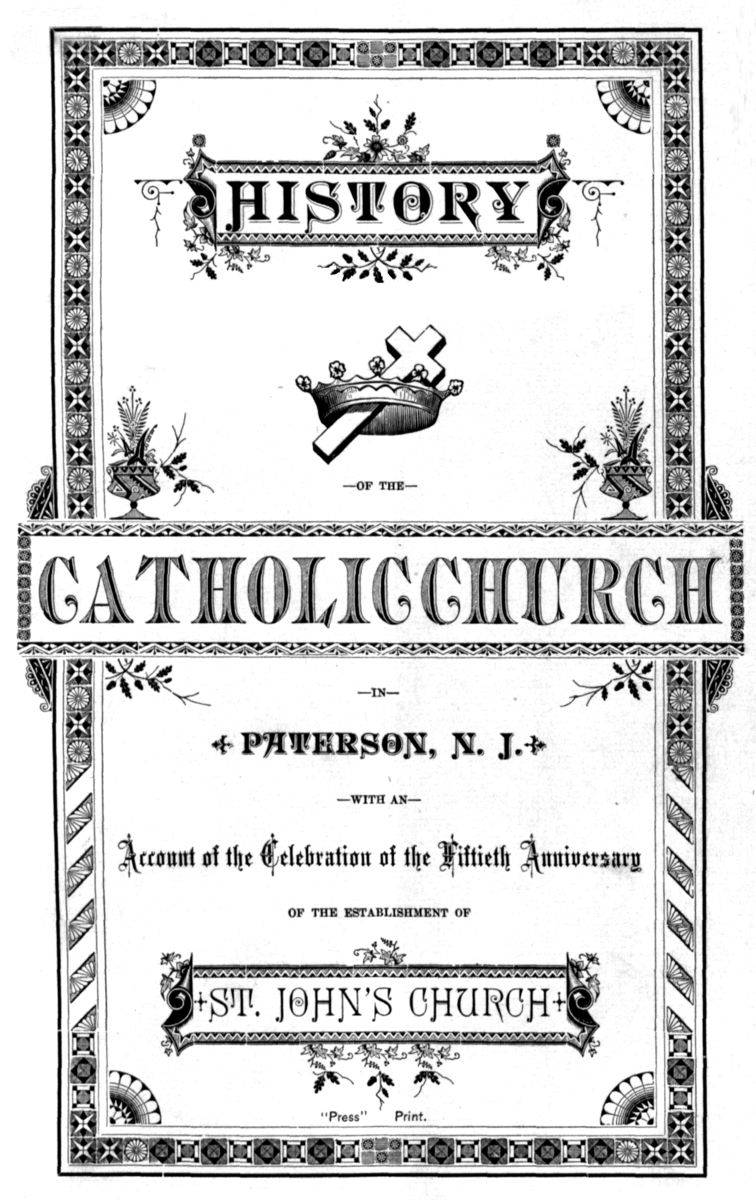 HISTORY
—OF THE—
CATHOLIC CHURCH
—IN—
PATERSON, N. J.
—WITH AN—
Account of the Celebration of the Fiftieth Anniversary
OF THE ESTABLISHMENT OF
ST. JOHN'S CHURCH
"Press" Print.